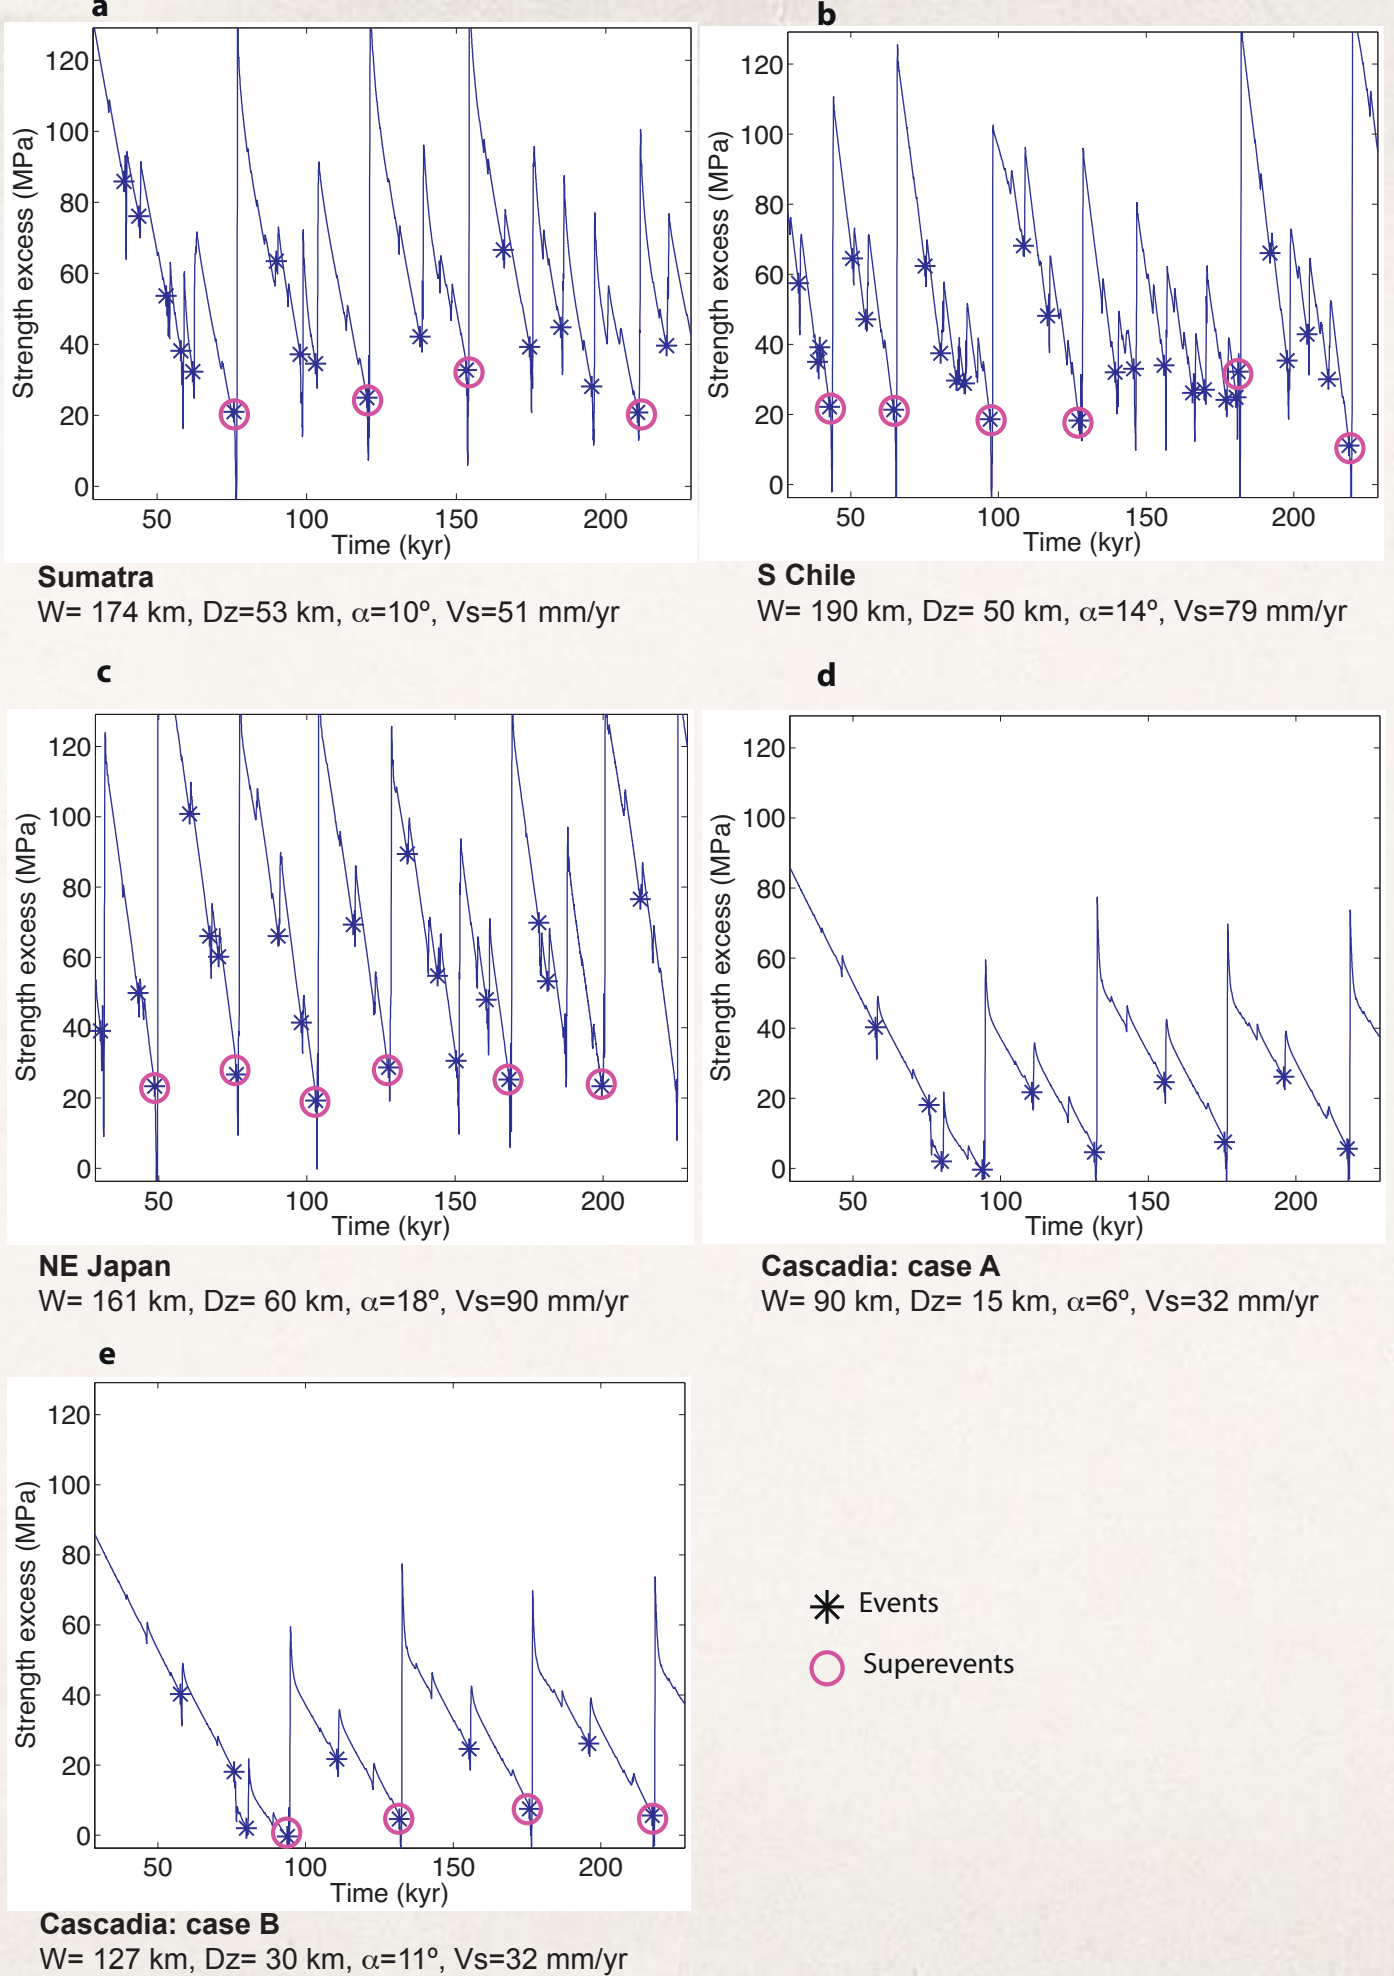 a
120
100
80
60
40
20
0
Strength excess (MPa)
50 100 150 200
Time (kyr)
Sumatra
W= 174 km, Dz=53 km, α=10º, Vs=51 mm/yr
b
120
100
80
60
40
20
0
Strength excess (MPa)
50 100 150 200
Time (kyr)
S Chile
W= 190 km, Dz= 50 km, α=14º, Vs=79 mm/yr
c
120
100
80
60
40
20
0
Strength excess (MPa)
50 100 150 200
Time (kyr)
NE Japan
W= 161 km, Dz= 60 km, α=18º, Vs=90 mm/yr
d
120
100
80
60
40
20
0
Strength excess (MPa)
50 100 150 200
Time (kyr)
Cascadia: case A
W= 90 km, Dz= 15 km, α=6º, Vs=32 mm/yr
e
120
100
80
60
40
20
0
Strength excess (MPa)
50 100 150 200
Time (kyr)
Cascadia: case B
W= 127 km, Dz= 30 km, α=11º, Vs=32 mm/yr
Events
Superevents